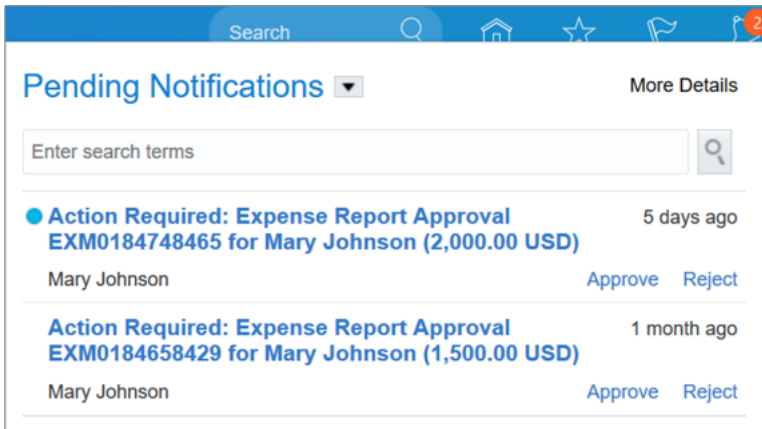 Search
2
Pending Notifications
More Details
Enter search terms
Action Required: Expense Report Approval
EXM0184748465 for Mary Johnson (2,000.00 USD)
5 days ago
Mary Johnson
Approve Reject
Action Required: Expense Report Approval
EXM0184658429 for Mary Johnson (1,500.00 USD)
1 month ago
Mary Johnson
Approve Reject